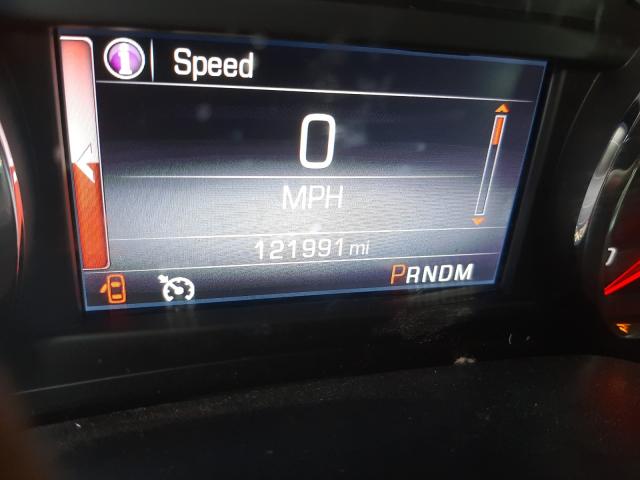 Speed
0
MPH
121991 mi
PRNDM